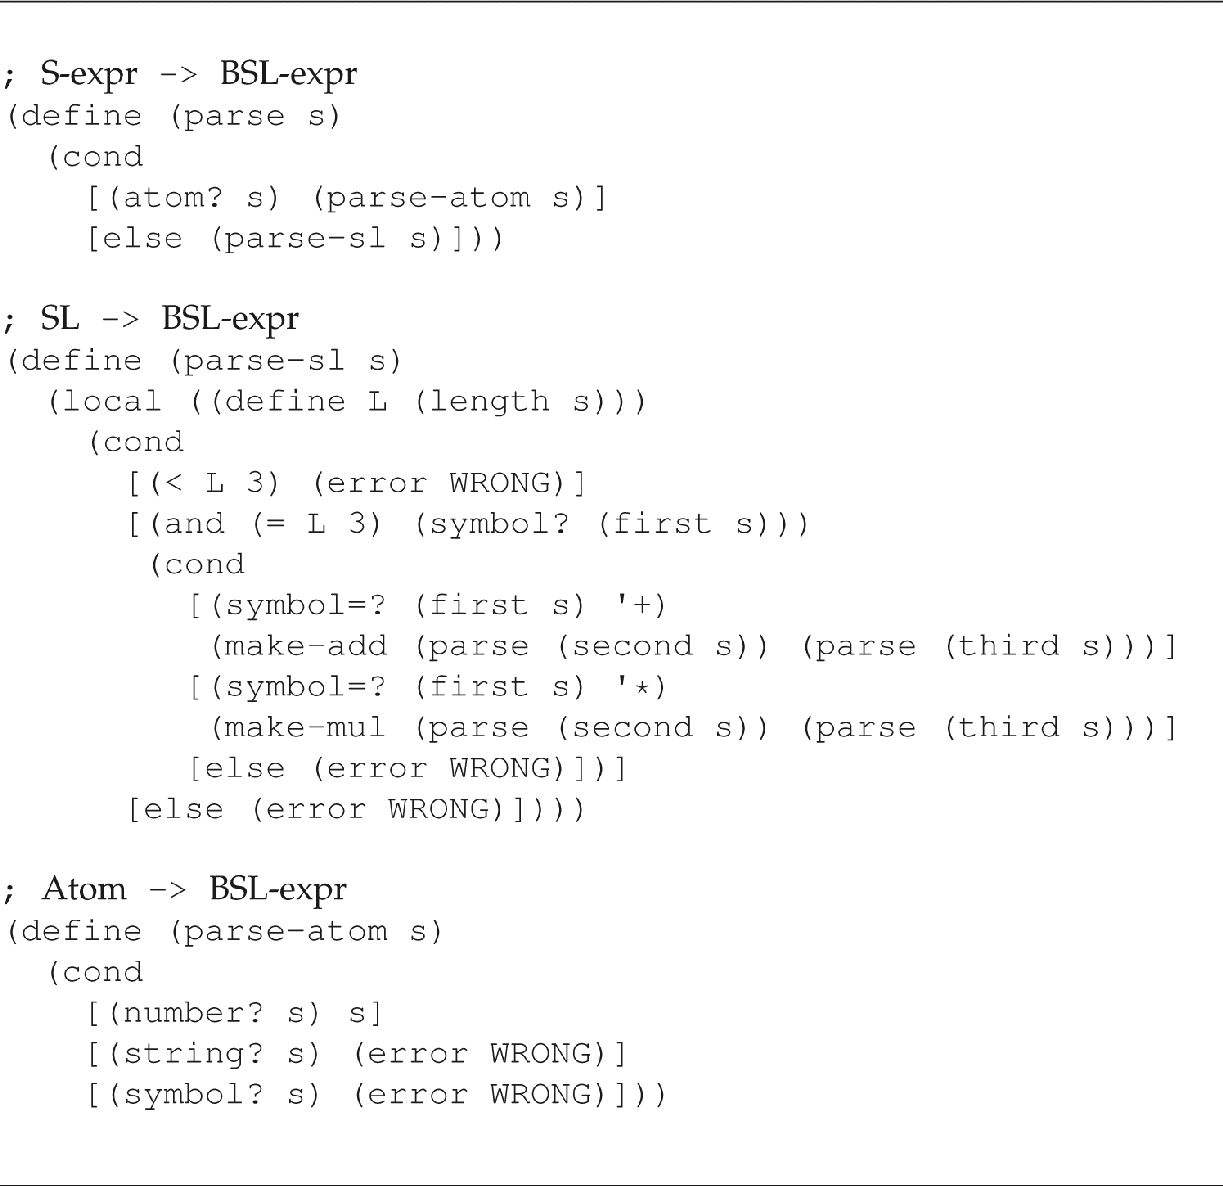 ; S-expr -> BSL-expr
(define (parse s)
  (cond
    [(atom? s) (parse-atom s)]
    [else (parse-sl s)]))

; SL -> BSL-expr
(define (parse-sl s)
  (local ((define L (length s)))
    (cond
      [(< L 3) (error WRONG)]
      [(and (= L 3) (symbol? (first s)))
       (cond
         [(symbol=? (first s) '+)
          (make-add (parse (second s)) (parse (third s)))]
         [(symbol=? (first s) '*)
          (make-mul (parse (second s)) (parse (third s)))]
         [else (error WRONG)])]
      [else (error WRONG)])))

; Atom -> BSL-expr
(define (parse-atom s)
  (cond
    [(number? s) s]
    [(string? s) (error WRONG)]
    [(symbol? s) (error WRONG)]))